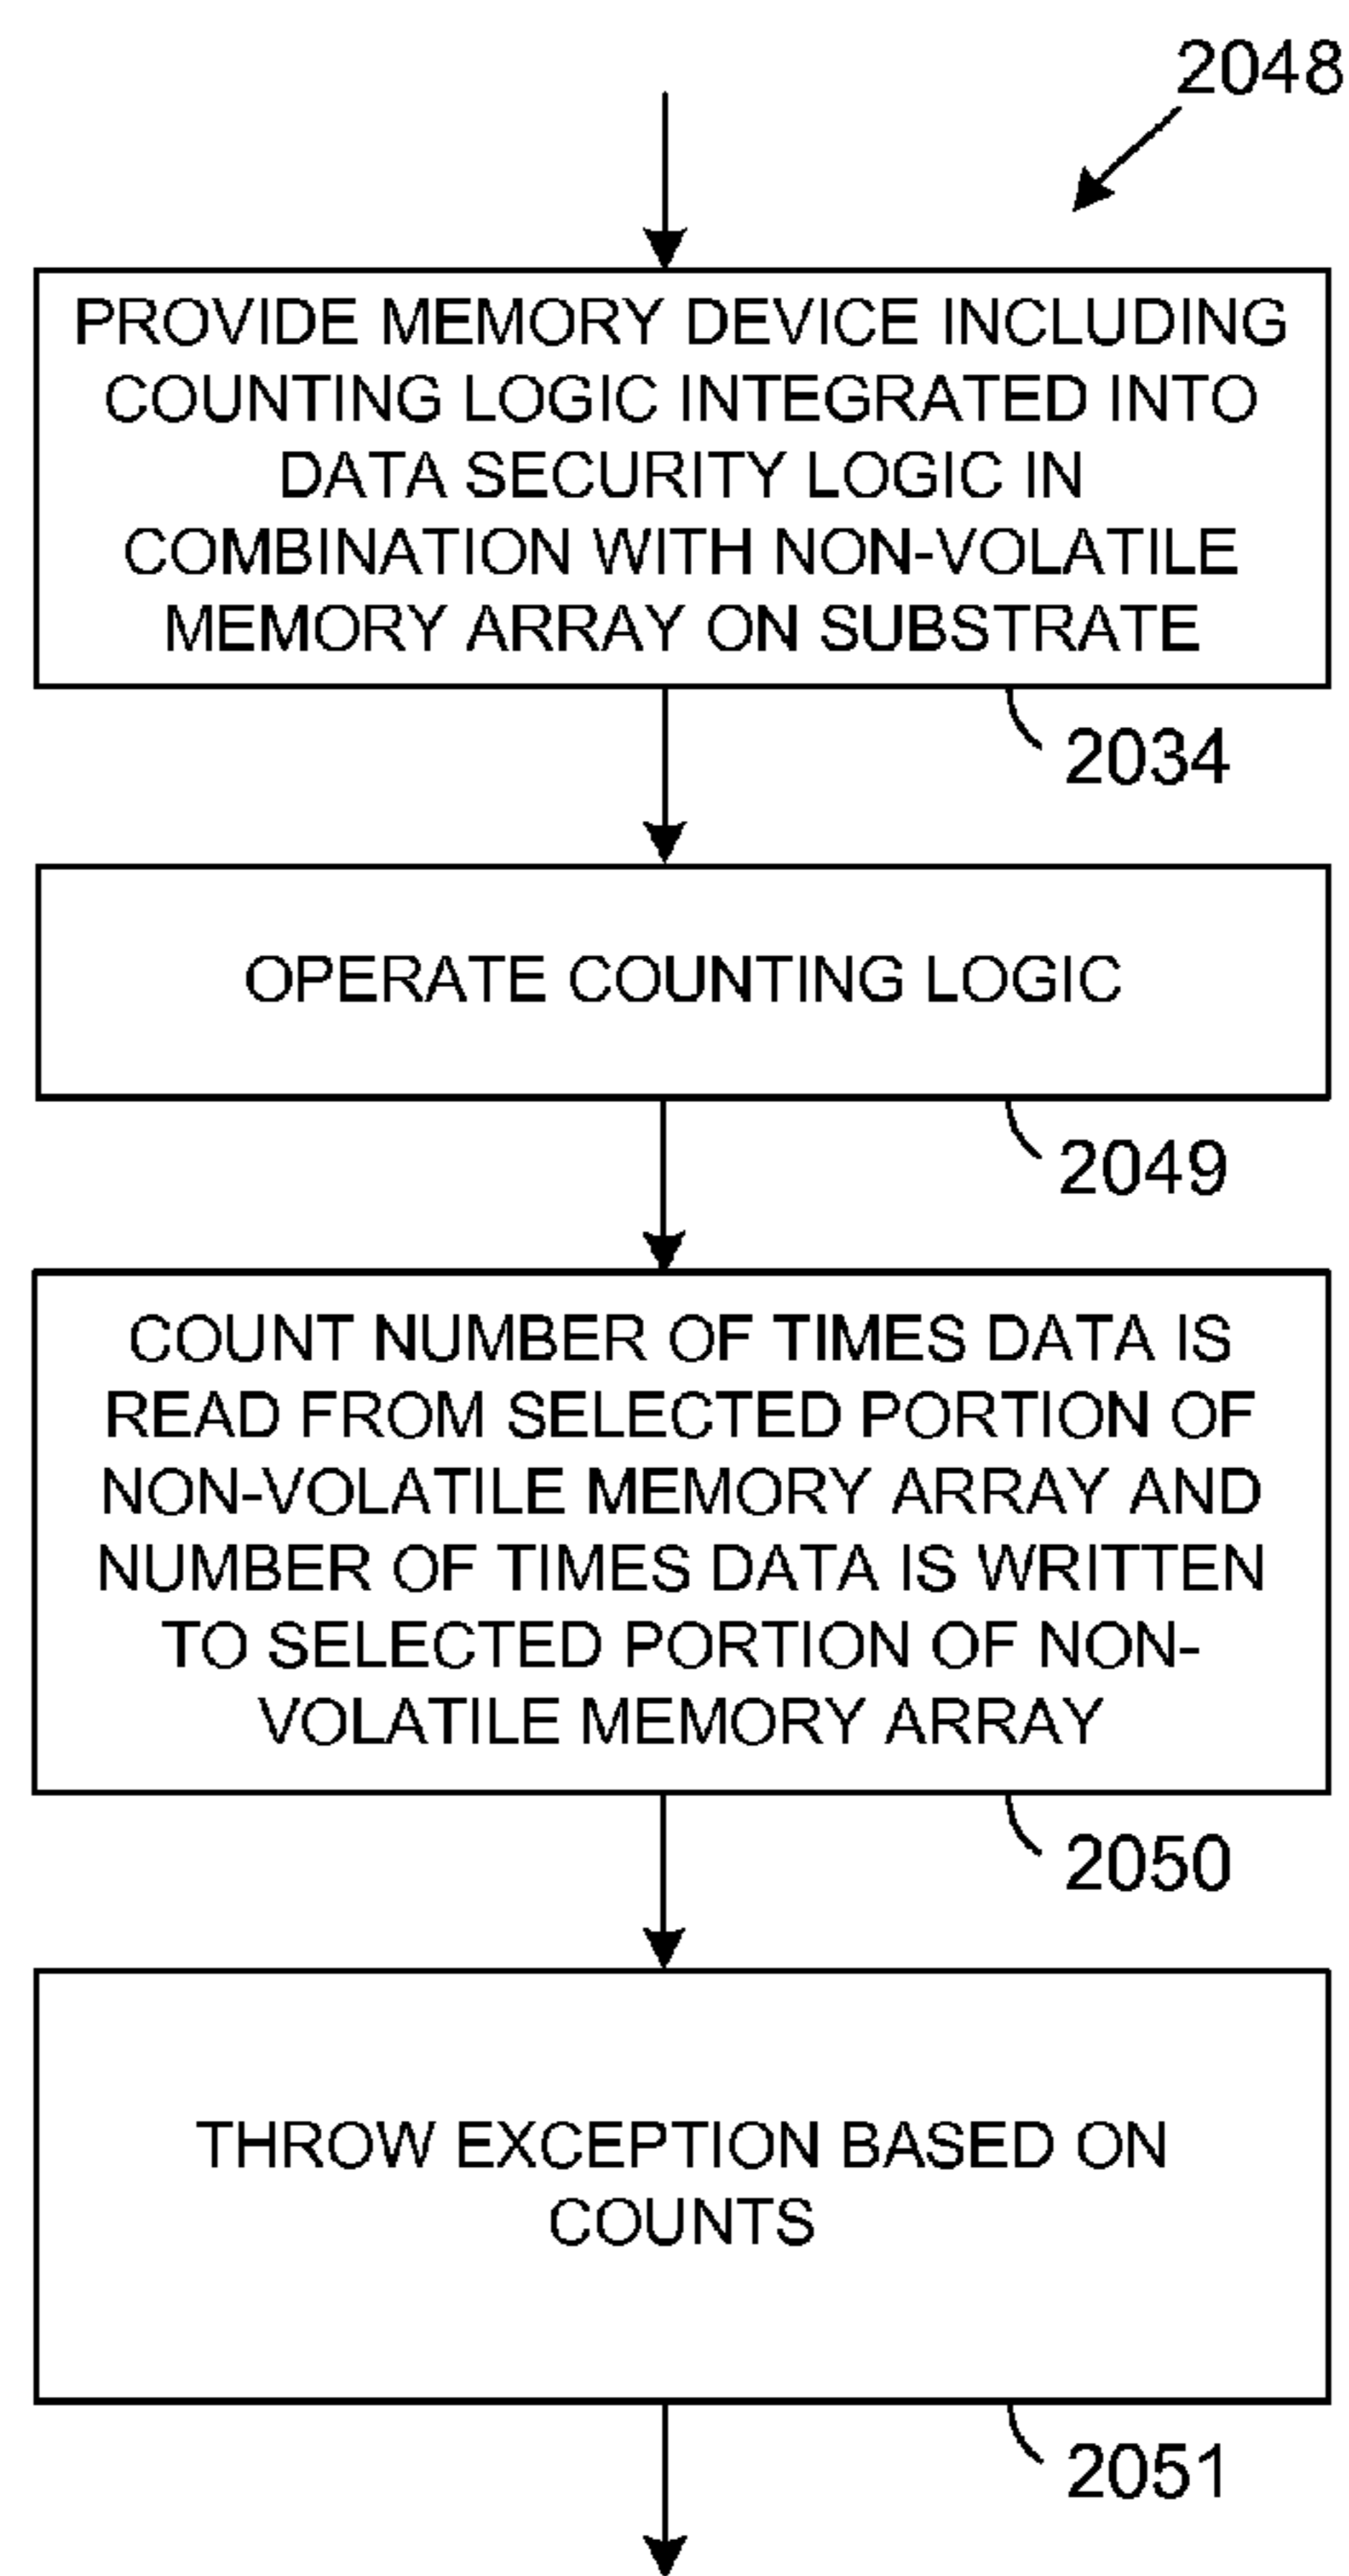 2048
PROVIDE MEMORY DEVICE INCLUDING
COUNTING LOGIC INTEGRATED INTO
DATA SECURITY LOGIC IN
COMBINATION WITH NON-VOLATILE
MEMORY ARRAY ON SUBSTRATE
2034
OPERATE COUNTING LOGIC
2049
COUNT NUMBER OF TIMES DATA IS
READ FROM SELECTED PORTION OF
NON-VOLATILE MEMORY ARRAY AND
NUMBER OF TIMES DATA IS WRITTEN
TO SELECTED PORTION OF NON-
VOLATILE MEMORY ARRAY
2050
THROW EXCEPTION BASED ON
COUNTS
2051